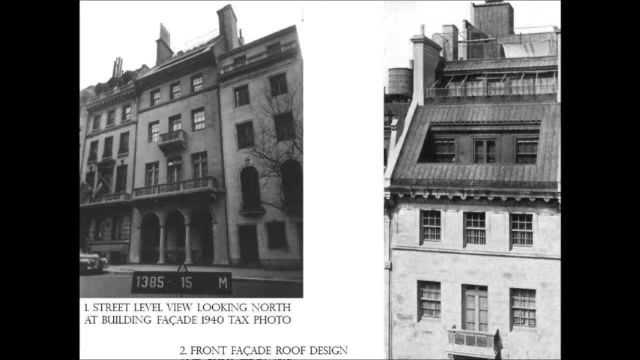 1385 15 M
1. STREET LEVEL VIEW LOOKING NORTH
AT BUILDING FAÇADE 1940 TAX PHOTO
2. FRONT FAÇADE ROOF DESIGN